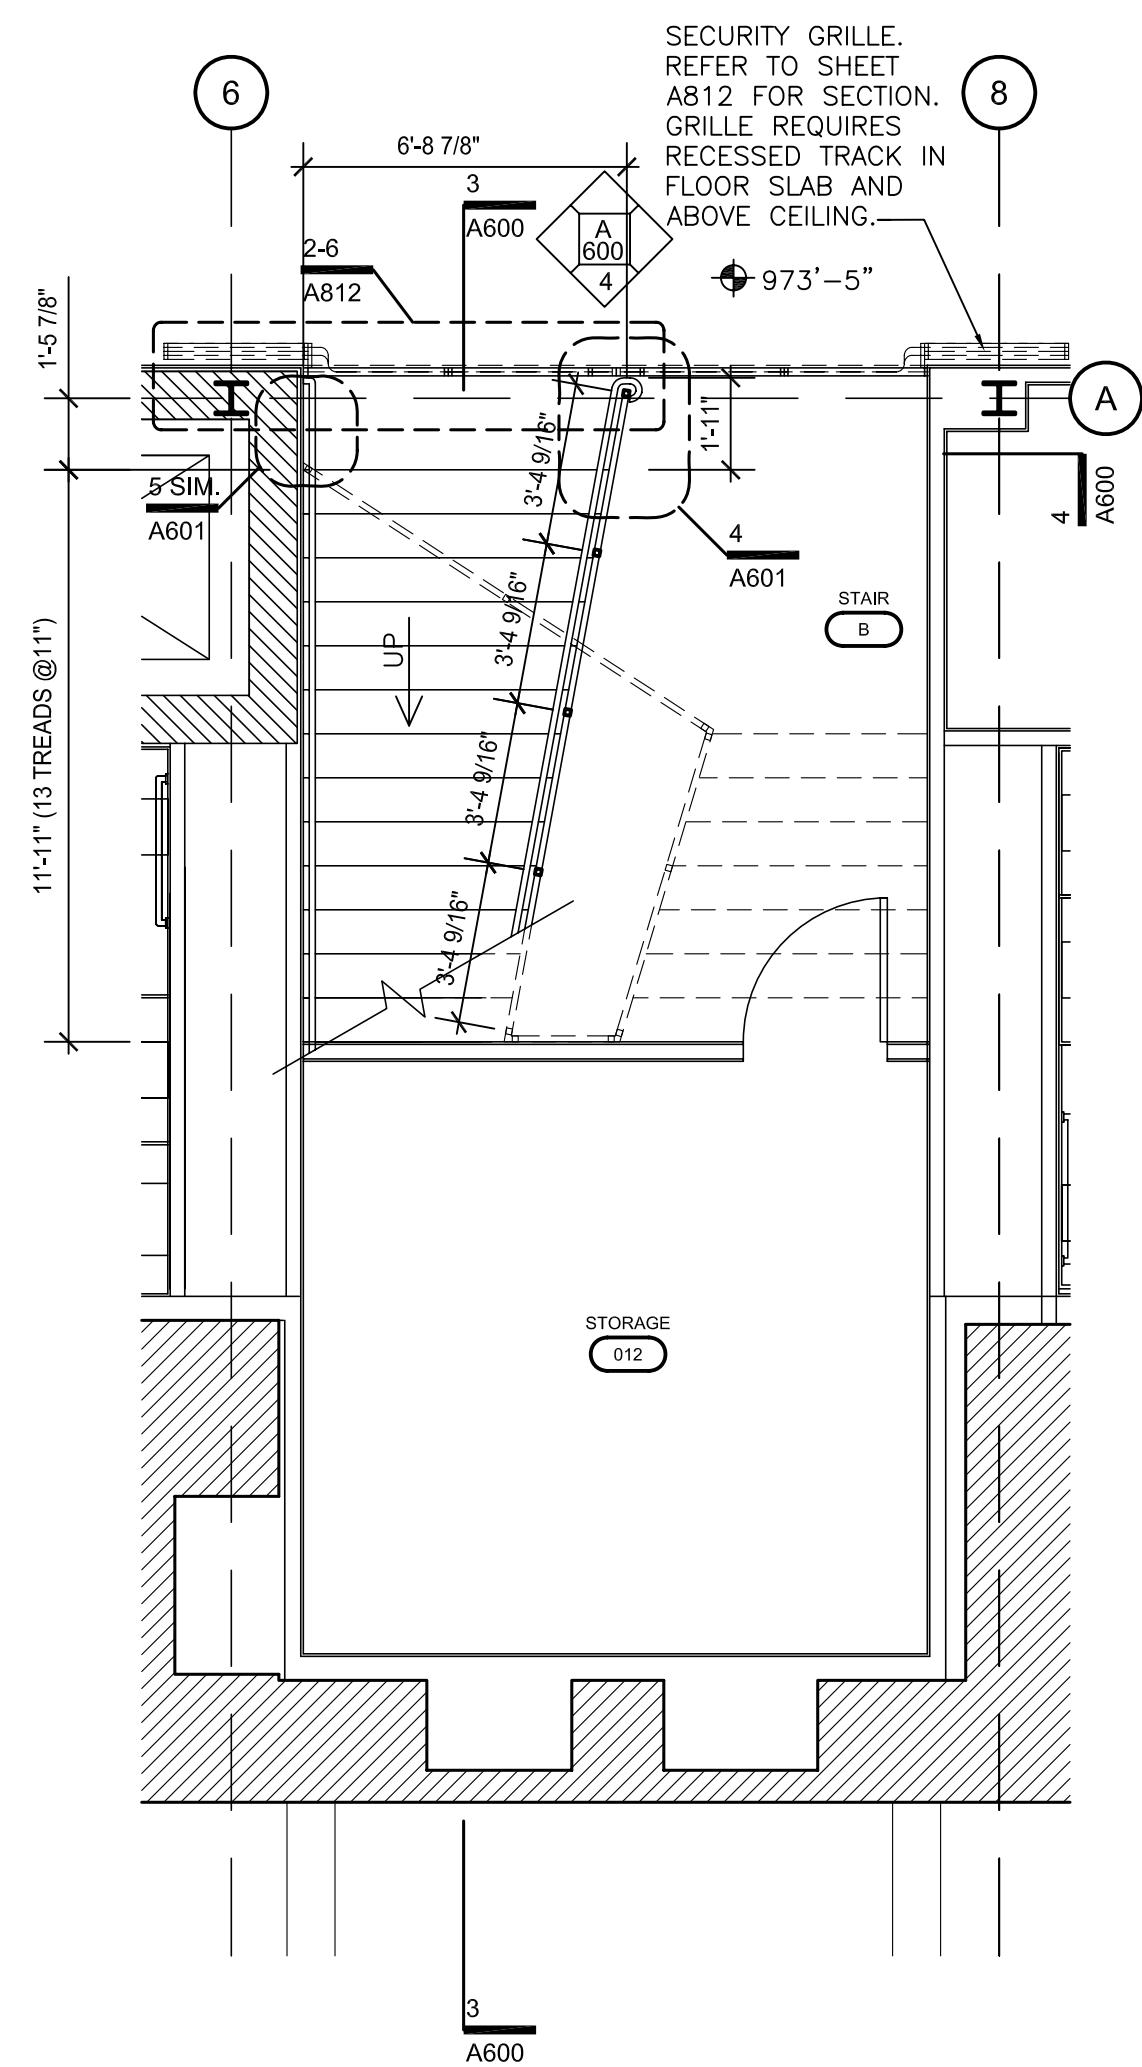 SECURITY GRILLE.
REFER TO SHEET
A812 FOR SECTION.
GRILLE REQUIRES
RECESSED TRACK IN
FLOOR SLAB AND
ABOVE CEILING.
6
8
6'-8 7/8"
3
A600
A
600
4
2-6
A812
973'-5"
1'-5 7/8"
A
1'-11"
3'-4 9/16"
5 SIM.
A601
4
A600
4
A601
STAIR
B
3'-4 9/16"
UP
11'-11" (13 TREADS @11")
3'-4 9/16"
3'-4 9/16"
STORAGE
012
3
A600